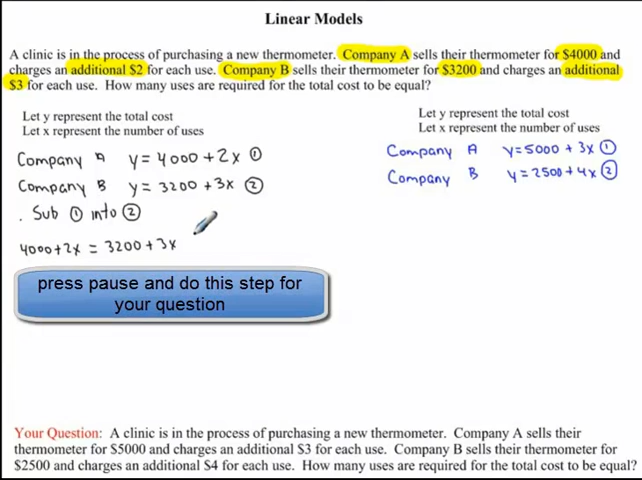 Linear Models
A clinic is in the process of purchasing a new thermometer. Company A sells their thermometer for $4000 and
charges an additional $2 for each use. Company B sells their thermometer for $3200 and charges an additional
$3 for each use. How many uses are required for the total cost to be equal?
Let y represent the total cost
Let x represent the number of uses
Company A y = 4000 + 2x ①
Company B y = 3200 + 3x ②
. Sub ① into ②
4000 + 2x = 3200 + 3x
press pause and do this step for
your question
Let y represent the total cost
Let x represent the number of uses
Company A y = 5000 + 3x ①
Company B y = 2500 + 4x ②
Your Question: A clinic is in the process of purchasing a new thermometer. Company A sells their
thermometer for $5000 and charges an additional $3 for each use. Company B sells their thermometer for
$2500 and charges an additional $4 for each use. How many uses are required for the total cost to be equal?